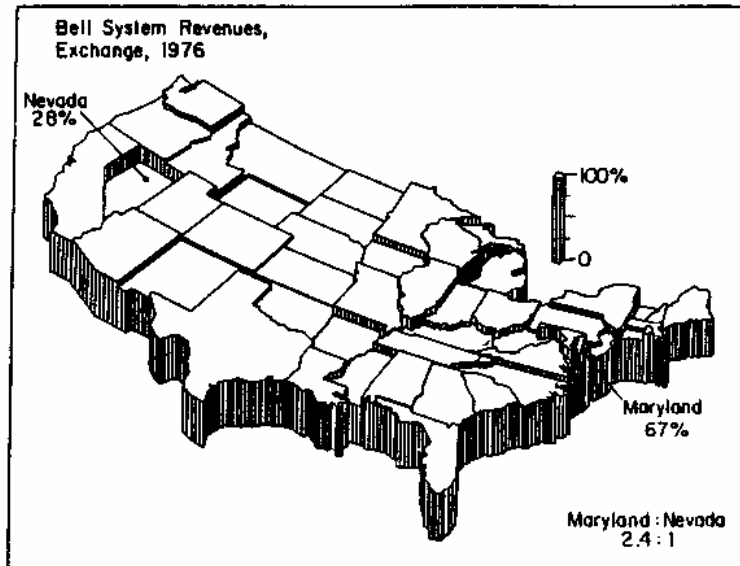 Bell System Revenues,
Exchange, 1976
Nevada
28%
100%
0
Maryland
67%
Maryland : Nevada
2.4 : 1